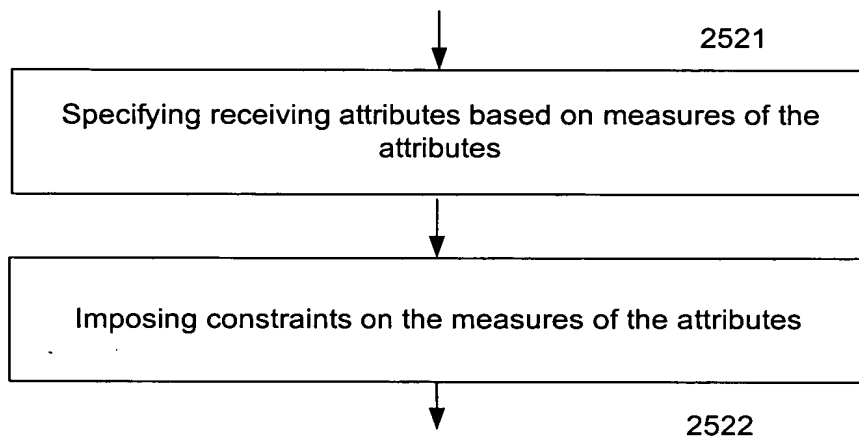 2521
Specifying receiving attributes based on measures of the
attributes
Imposing constraints on the measures of the attributes
2522